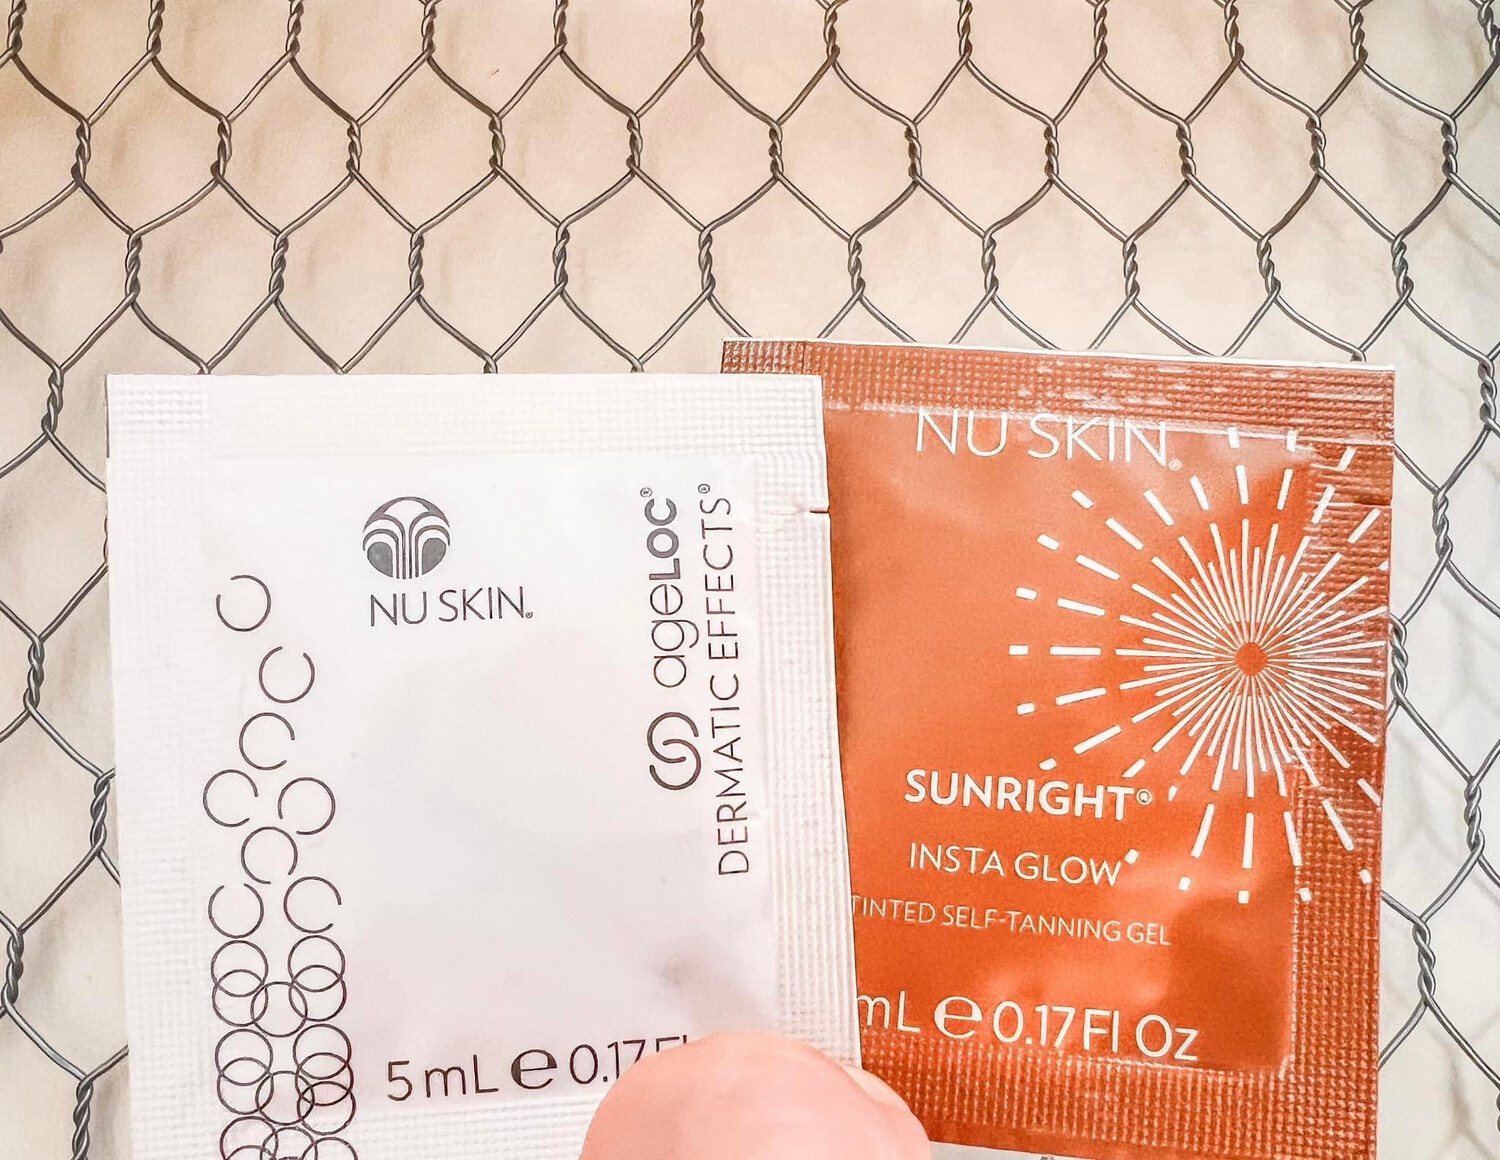 NU SKIN®
ageLOC®
DERMATIC EFFECTS®
5 mL e 0.17 Fl
NU SKIN®
SUNRIGHT®
INSTA GLOW
TINTED SELF-TANNING GEL
mL e 0.17 Fl Oz